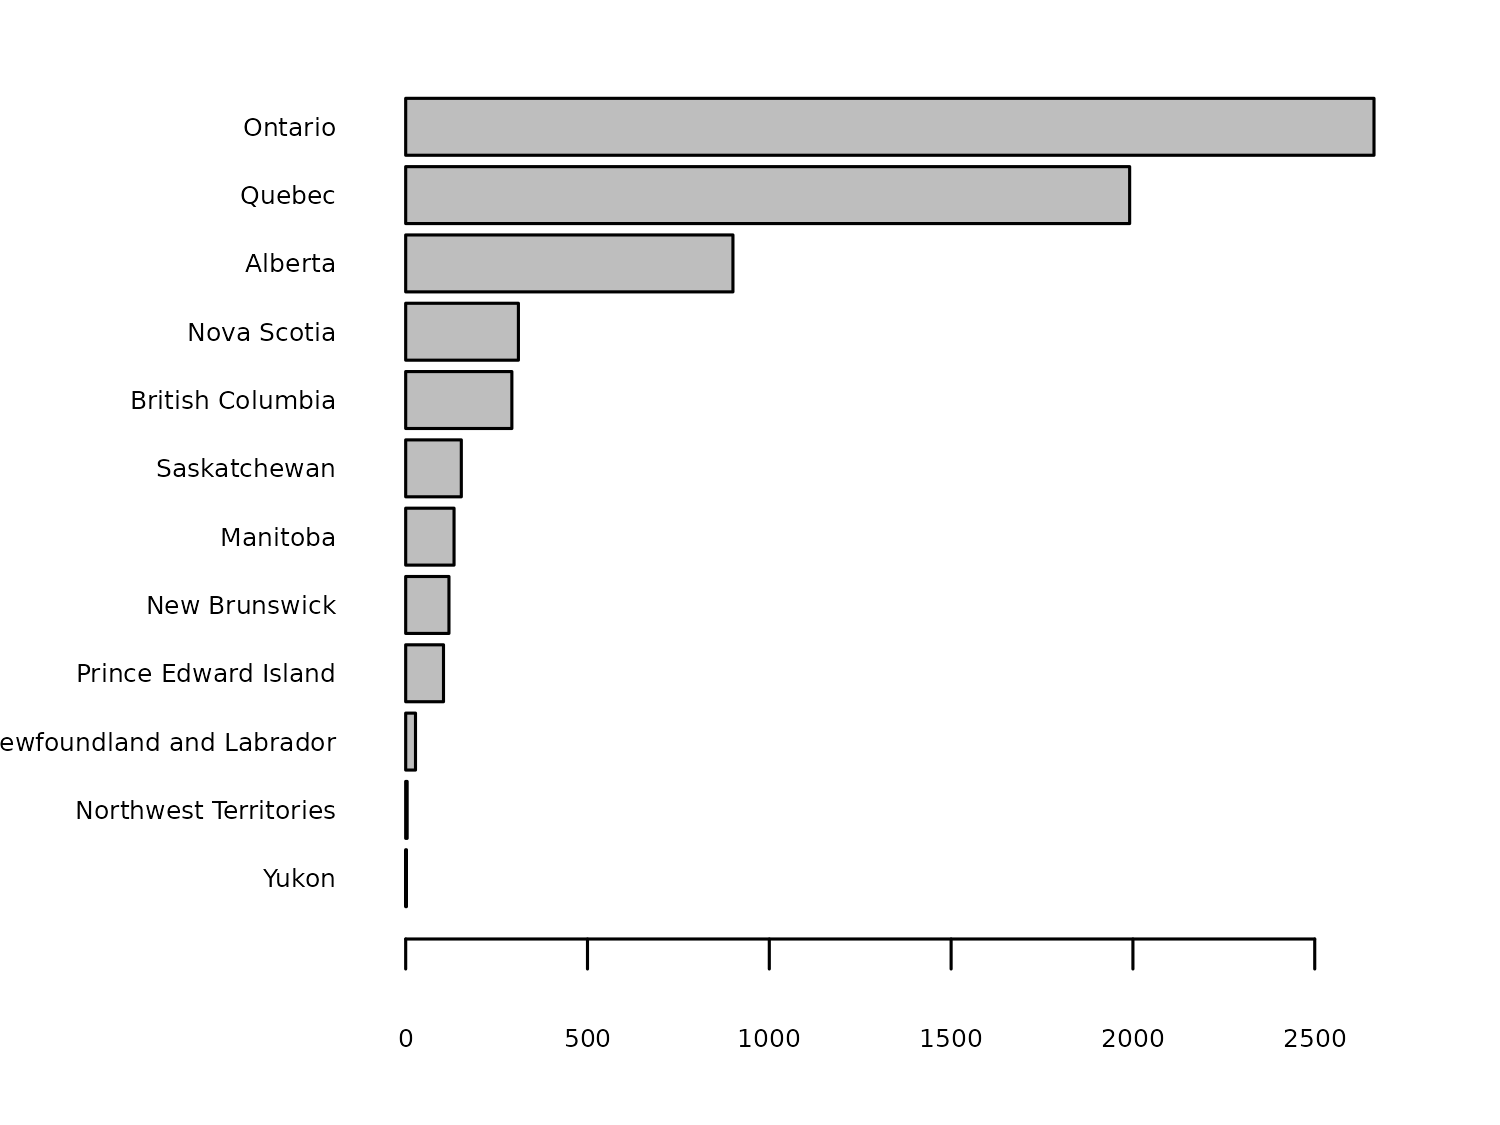 Ontario
Quebec
Alberta
Nova Scotia
British Columbia
Saskatchewan
Manitoba
New Brunswick
Prince Edward Island
ewfoundland and Labrador
Northwest Territories
Yukon
0 500 1000 1500 2000 2500